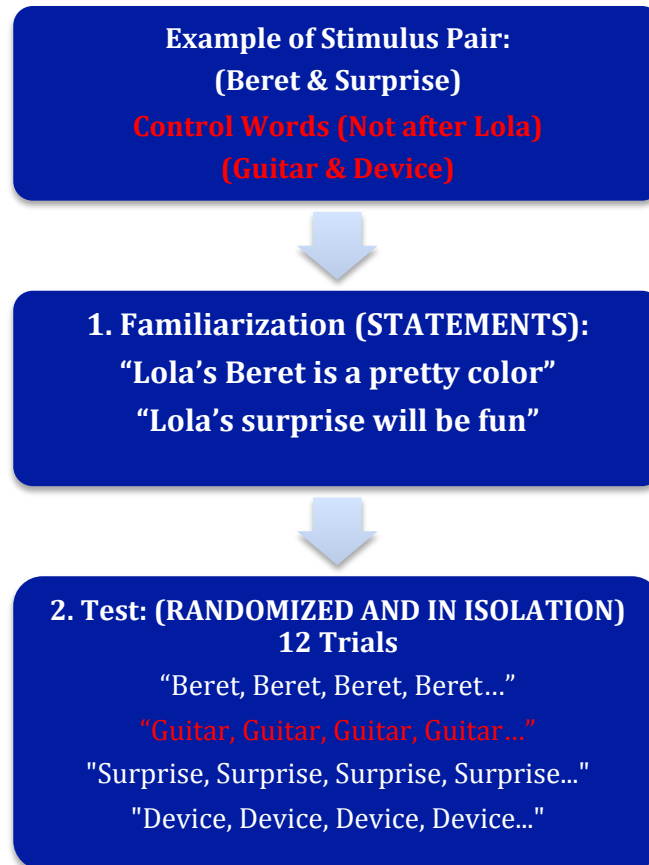 Example of Stimulus Pair:
(Beret & Surprise)
Control Words (Not after Lola)
(Guitar & Device)
1. Familiarization (STATEMENTS):
“Lola’s Beret is a pretty color”
“Lola’s surprise will be fun”
2. Test: (RANDOMIZED AND IN ISOLATION)
12 Trials
“Beret, Beret, Beret, Beret…”
“Guitar, Guitar, Guitar, Guitar…”
"Surprise, Surprise, Surprise, Surprise..."
"Device, Device, Device, Device..."